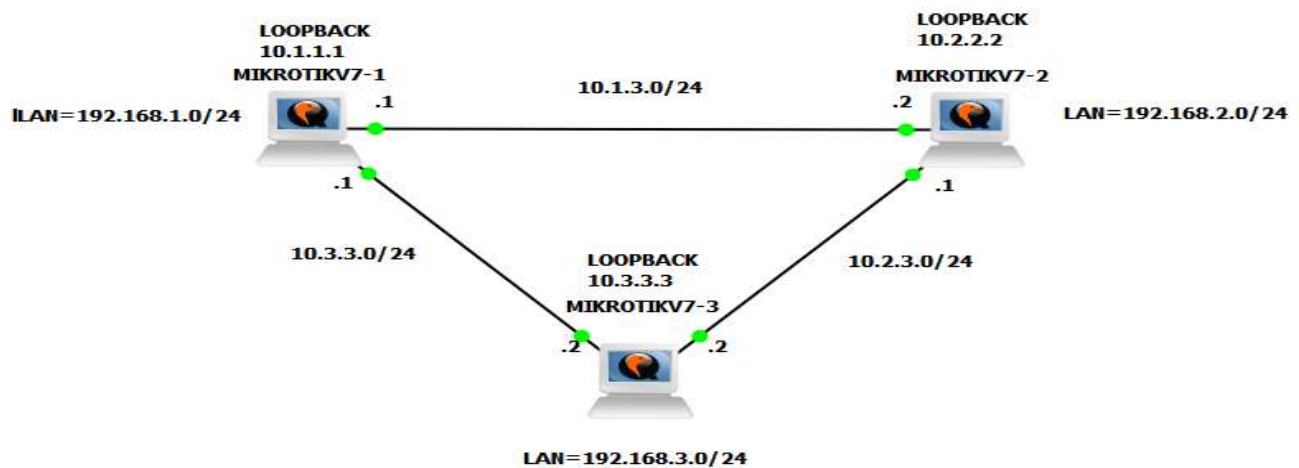 LOOPBACK
10.1.1.1
MIKROTIKV7-1
LOOPBACK
10.2.2.2
MIKROTIKV7-2
lLAN=192.168.1.0/24
.1
10.1.3.0/24
.2
LAN=192.168.2.0/24
.1
.1
10.3.3.0/24
10.2.3.0/24
LOOPBACK
10.3.3.3
MIKROTIKV7-3
.2
.2
LAN=192.168.3.0/24